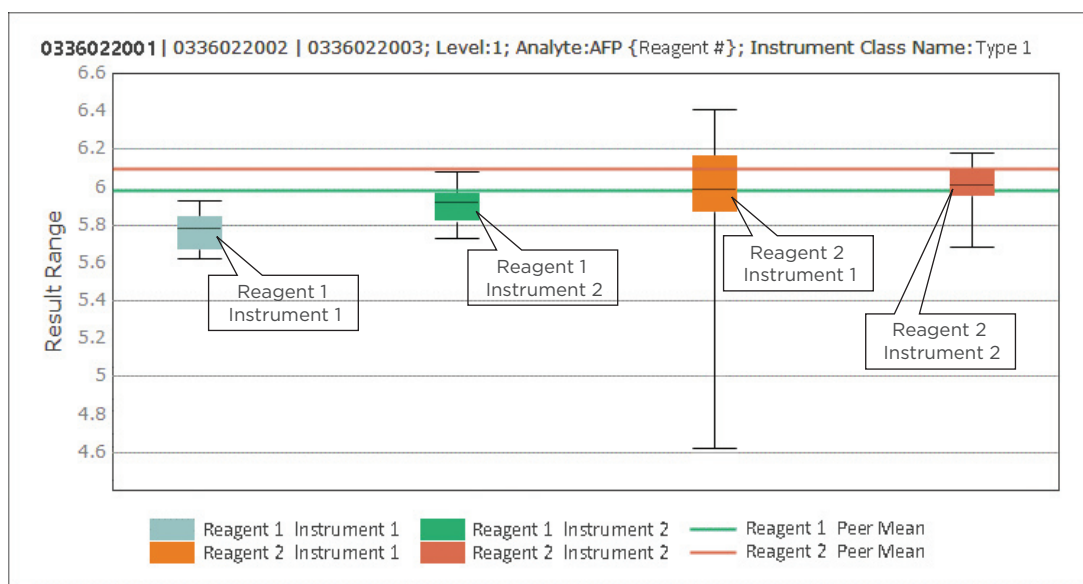 0336022001 | 0336022002 | 0336022003; Level:1; Analyte:AFP {Reagent #}; Instrument Class Name:Type 1
Result Range
6.6
6.4
6.2
6
5.8
5.6
5.4
5.2
5
4.8
4.6
Reagent 1
Instrument 1
Reagent 1
Instrument 2
Reagent 2
Instrument 1
Reagent 2
Instrument 2
Reagent 1 Instrument 1
Reagent 1 Instrument 2
Reagent 1 Peer Mean
Reagent 2 Instrument 1
Reagent 2 Instrument 2
Reagent 2 Peer Mean